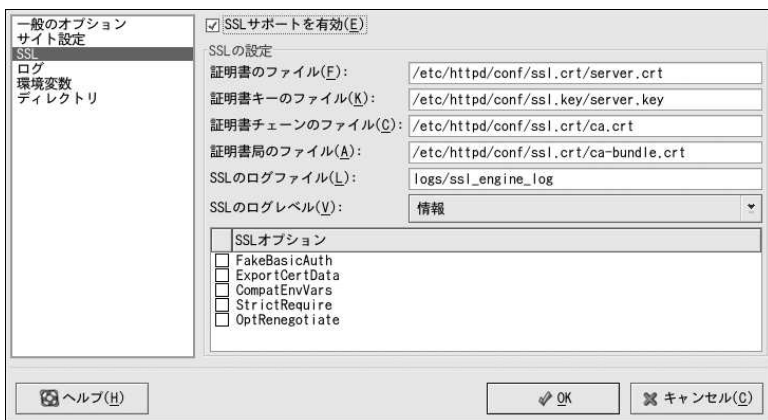 一般のオプション
サイト設定
SSL
ログ
環境変数
ディレクトリ
SSLサポートを有効(E)
SSLの設定
証明書のファイル(F): /etc/httpd/conf/ssl.crt/server.crt
証明書キーのファイル(K): /etc/httpd/conf/ssl.key/server.key
証明書チェーンのファイル(C): /etc/httpd/conf/ssl.crt/ca.crt
証明書局のファイル(A): /etc/httpd/conf/ssl.crt/ca-bundle.crt
SSLのログファイル(L): logs/ssl_engine_log
SSLのログレベル(V): 情報
SSLオプション
FakeBasicAuth
ExportCertData
CompatEnvVars
StrictRequire
OptRenegotiate
ヘルプ(H) OK キャンセル(C)